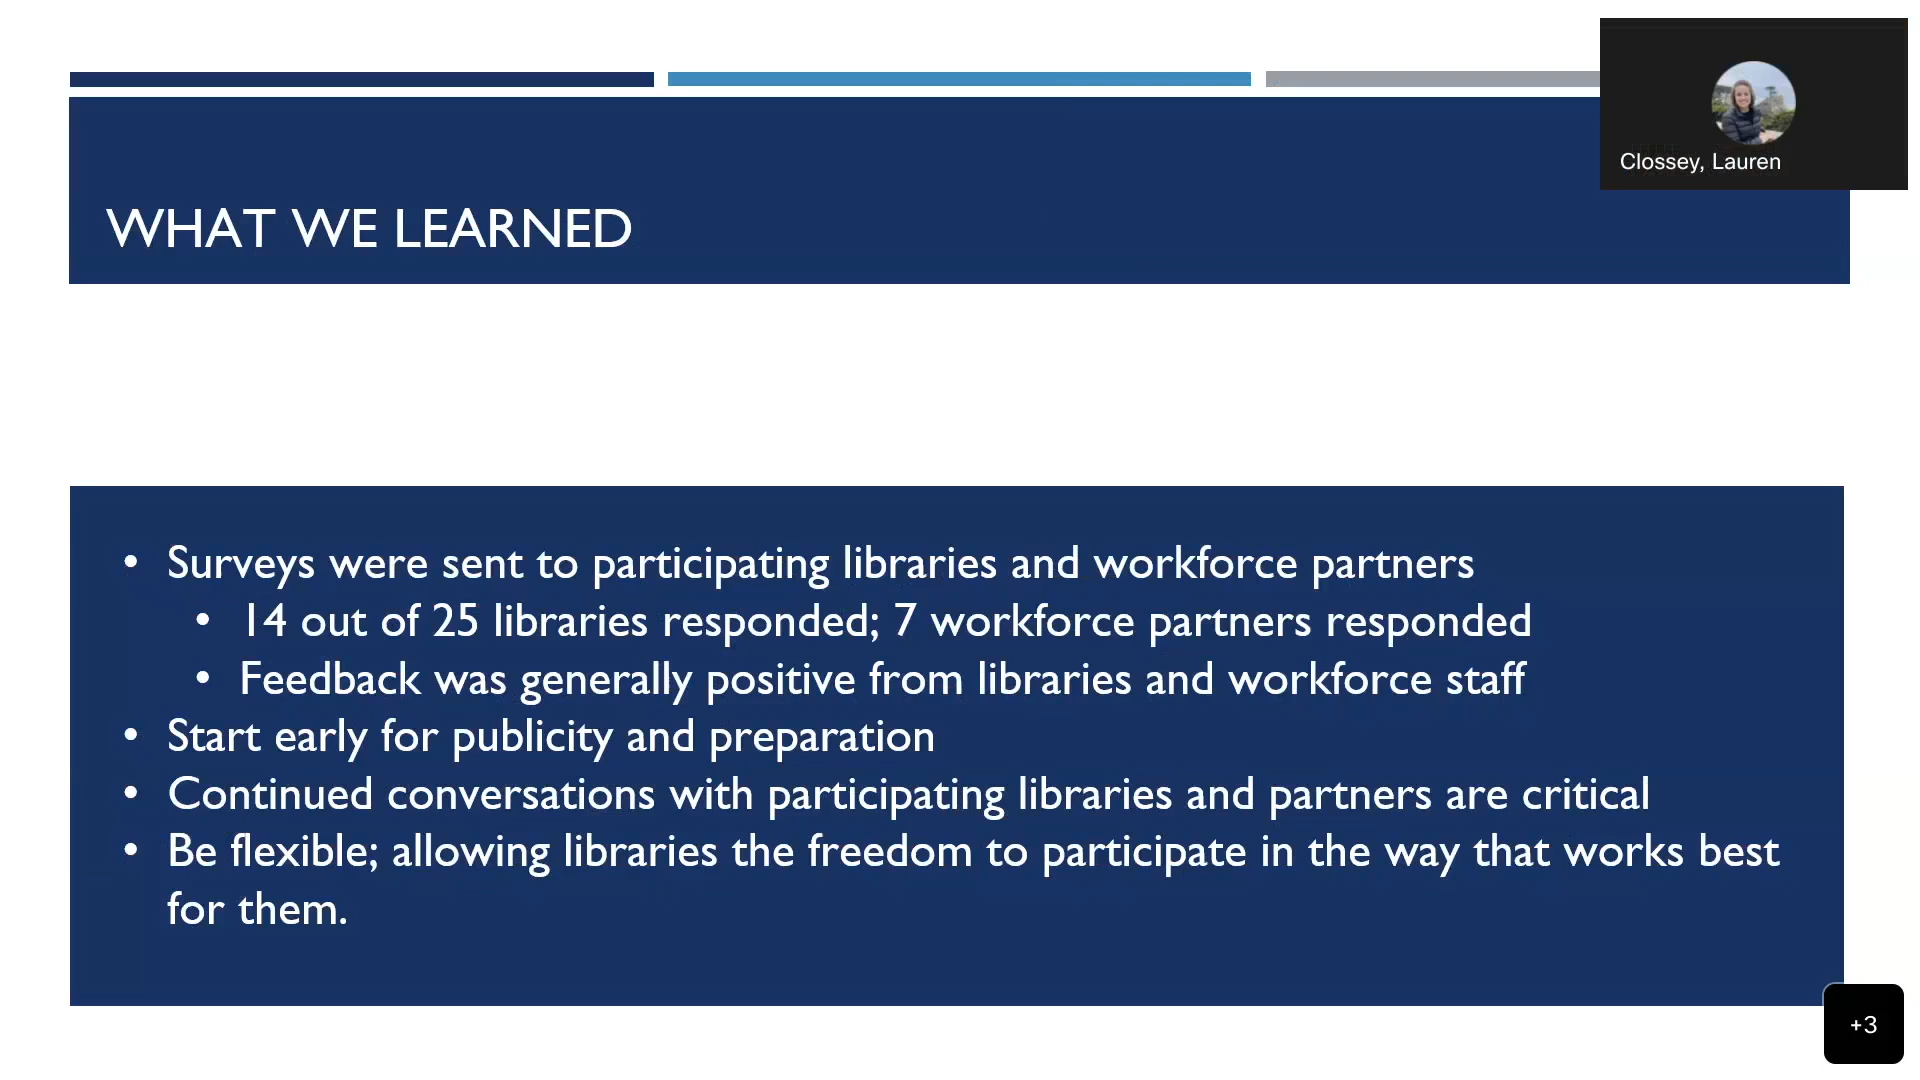 Clossey, Lauren
WHAT WE LEARNED
• Surveys were sent to participating libraries and workforce partners
• 14 out of 25 libraries responded; 7 workforce partners responded
• Feedback was generally positive from libraries and workforce staff
• Start early for publicity and preparation
• Continued conversations with participating libraries and partners are critical
• Be flexible; allowing libraries the freedom to participate in the way that works best
for them.
+3